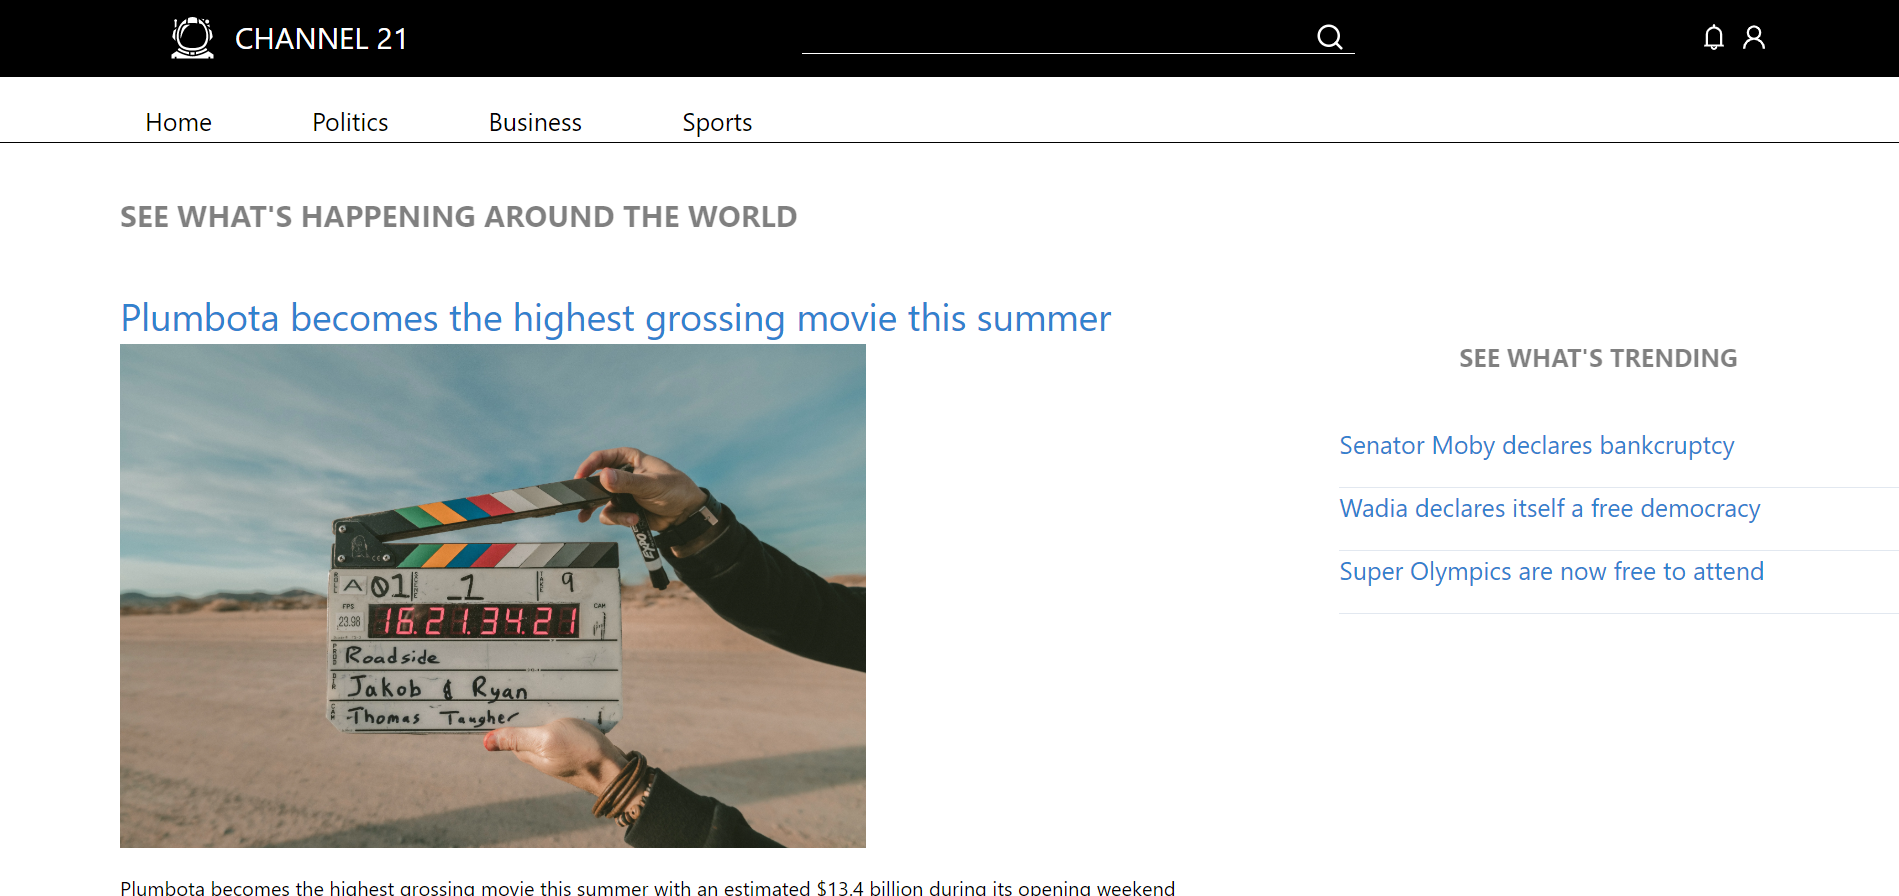 CHANNEL 21
Home Politics Business Sports
SEE WHAT'S HAPPENING AROUND THE WORLD
Plumbota becomes the highest grossing movie this summer
A 01 1 9
FPS
CAM
23.98 16.21.34.21
Roadside
Jakob & Ryan
Thomas Taugher
EXPO
Plumbota becomes the highest grossing movie this summer with an estimated $13.4 billion during its opening weekend
SEE WHAT'S TRENDING
Senator Moby declares bankcruptcy
Wadia declares itself a free democracy
Super Olympics are now free to attend